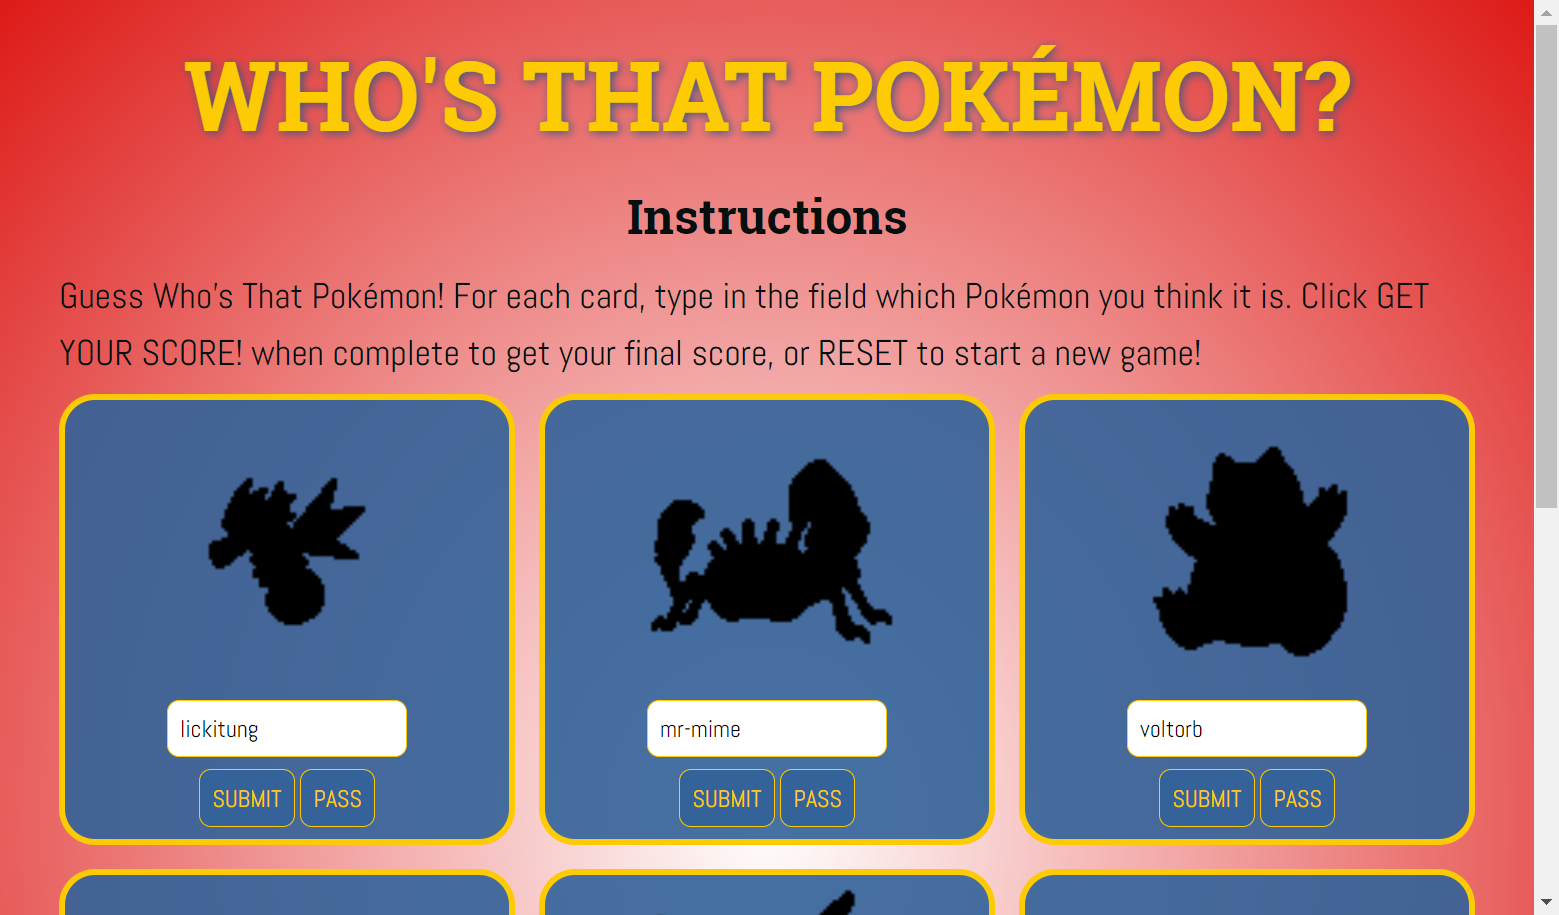 WHO'S THAT POKÉMON?
Instructions
Guess Who's That Pokémon! For each card, type in the field which Pokémon you think it is. Click GET
YOUR SCORE! when complete to get your final score, or RESET to start a new game!
lickitung
SUBMIT PASS
mr-mime
SUBMIT PASS
voltorb
SUBMIT PASS